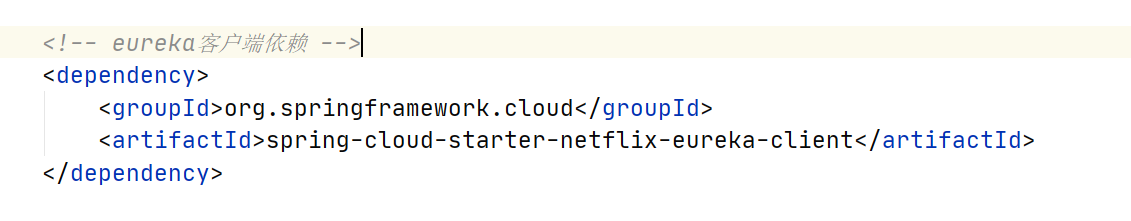 <!-- eureka客户端依赖 -->
<dependency>
    <groupId>org.springframework.cloud</groupId>
    <artifactId>spring-cloud-starter-netflix-eureka-client</artifactId>
</dependency>